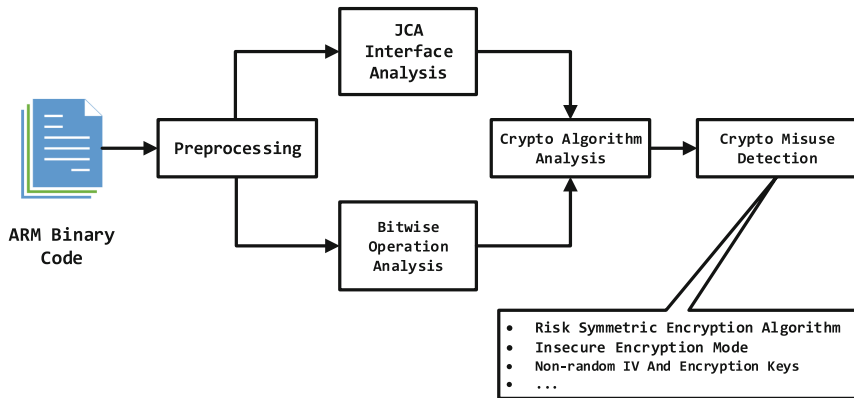 JCA
Interface
Analysis
Preprocessing
Crypto Algorithm
Analysis
Crypto Misuse
Detection
ARM Binary
Code
Bitwise
Operation
Analysis
• Risk Symmetric Encryption Algorithm
• Insecure Encryption Mode
• Non-random IV And Encryption Keys
• ...